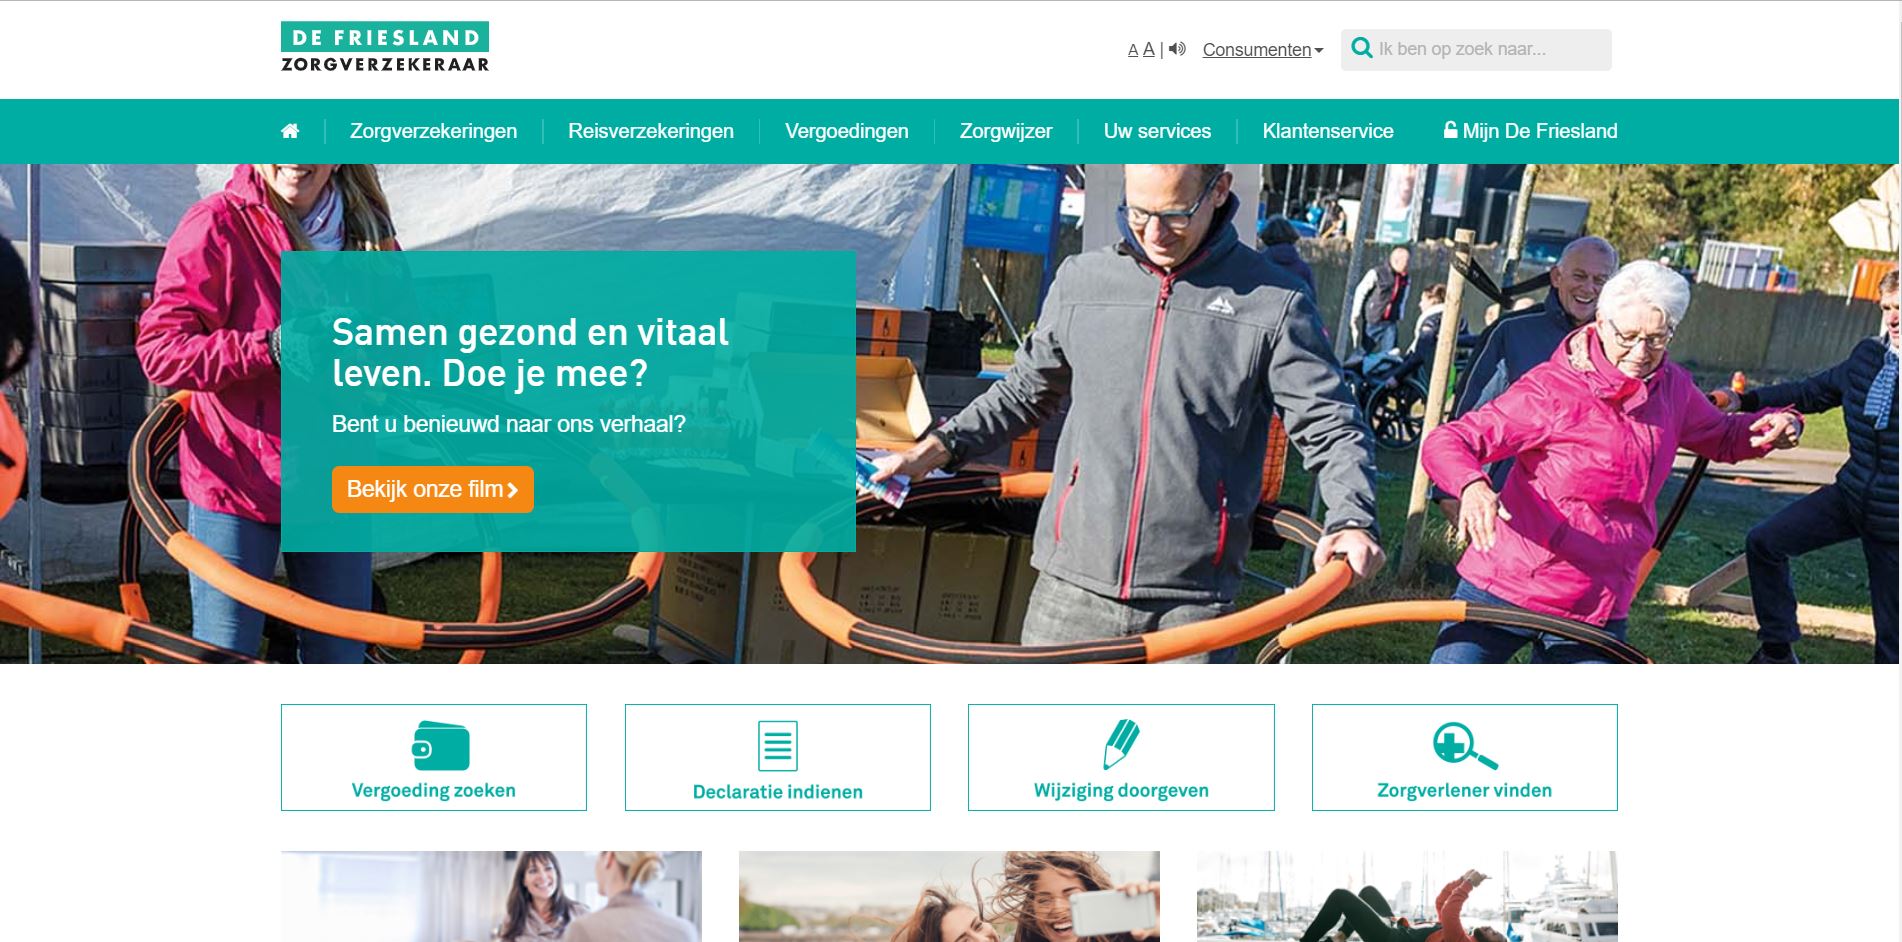 DE FRIESLAND
ZORGVERZEKERAAR
A A | Consumenten
Ik ben op zoek naar...
Zorgverzekeringen Reisverzekeringen Vergoedingen Zorgwijzer Uw services Klantenservice Mijn De Friesland
Samen gezond en vitaal
leven. Doe je mee?
Bent u benieuwd naar ons verhaal?
Bekijk onze film
Vergoeding zoeken
Declaratie indienen
Wijziging doorgeven
Zorgverlener vinden